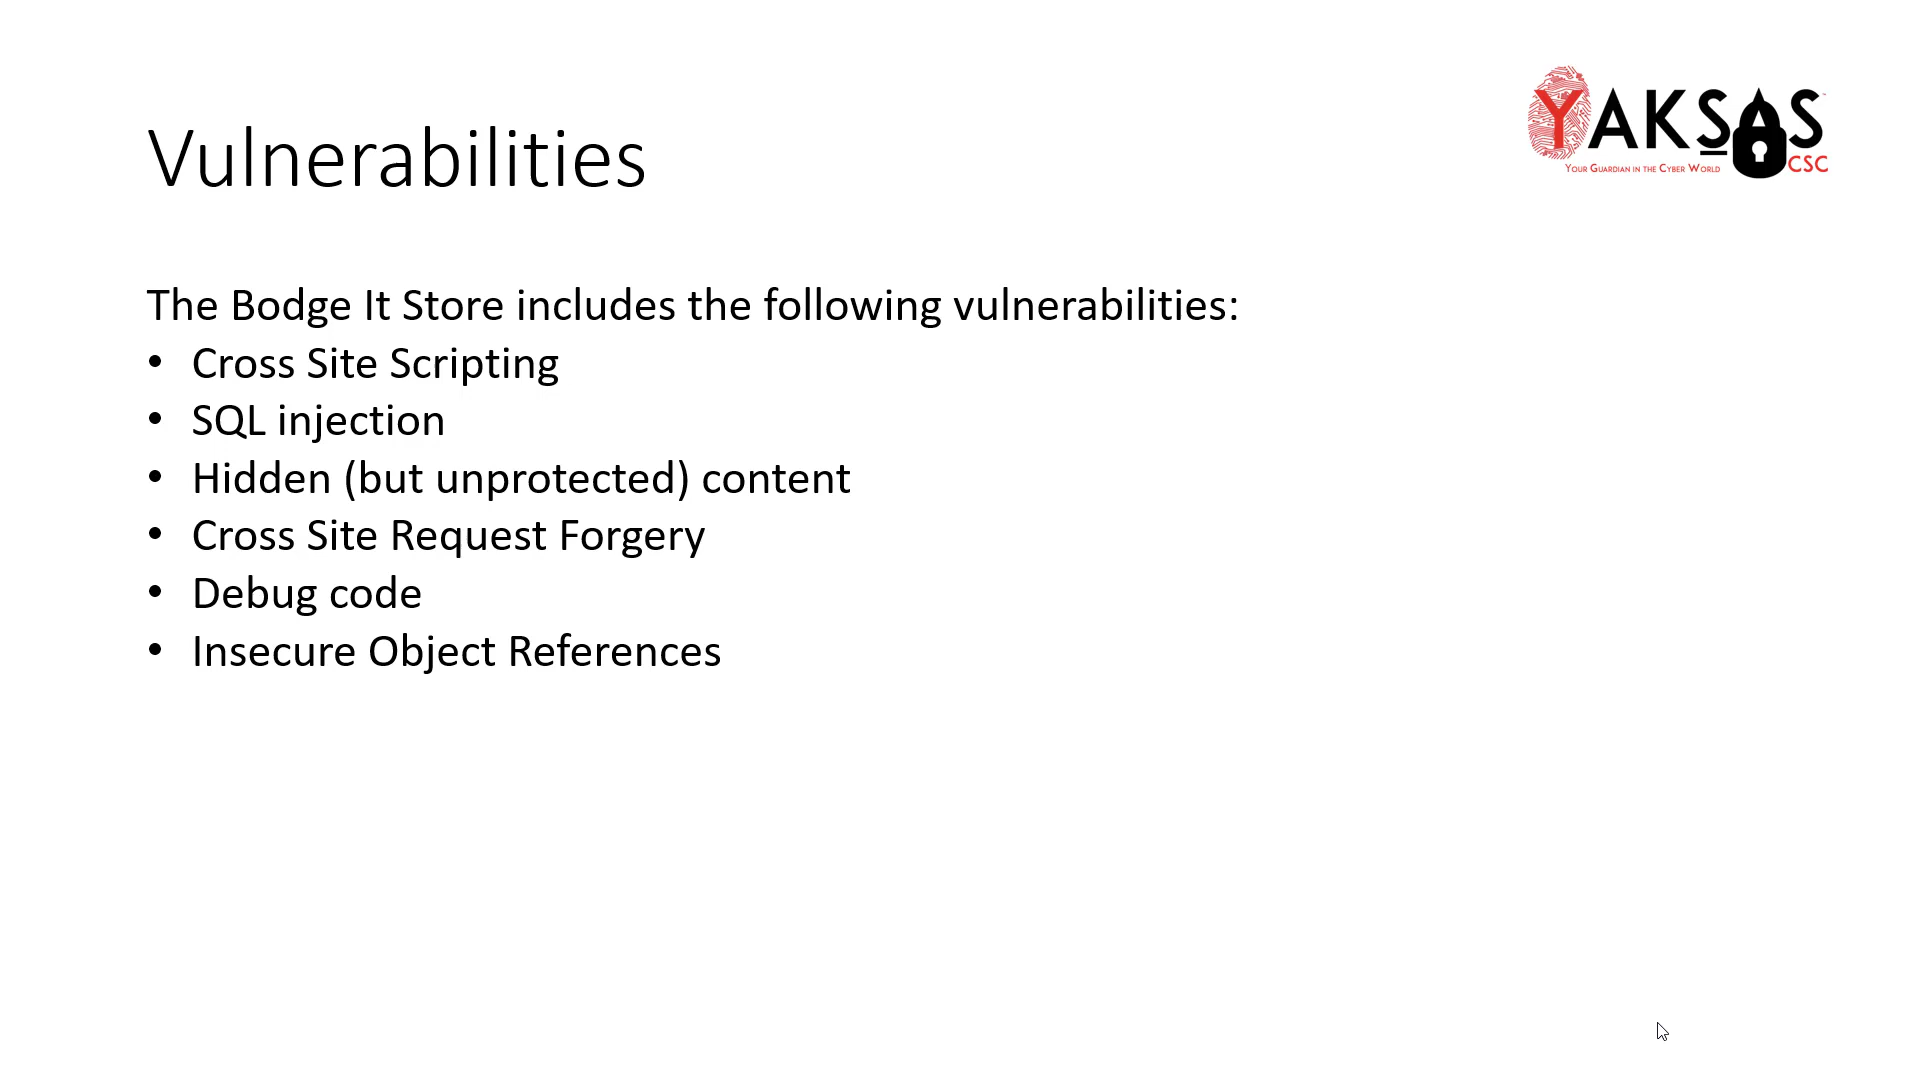 Vulnerabilities
YAKSAS
CSC
Your Guardian in the Cyber World
The Bodge It Store includes the following vulnerabilities:
• Cross Site Scripting
• SQL injection
• Hidden (but unprotected) content
• Cross Site Request Forgery
• Debug code
• Insecure Object References